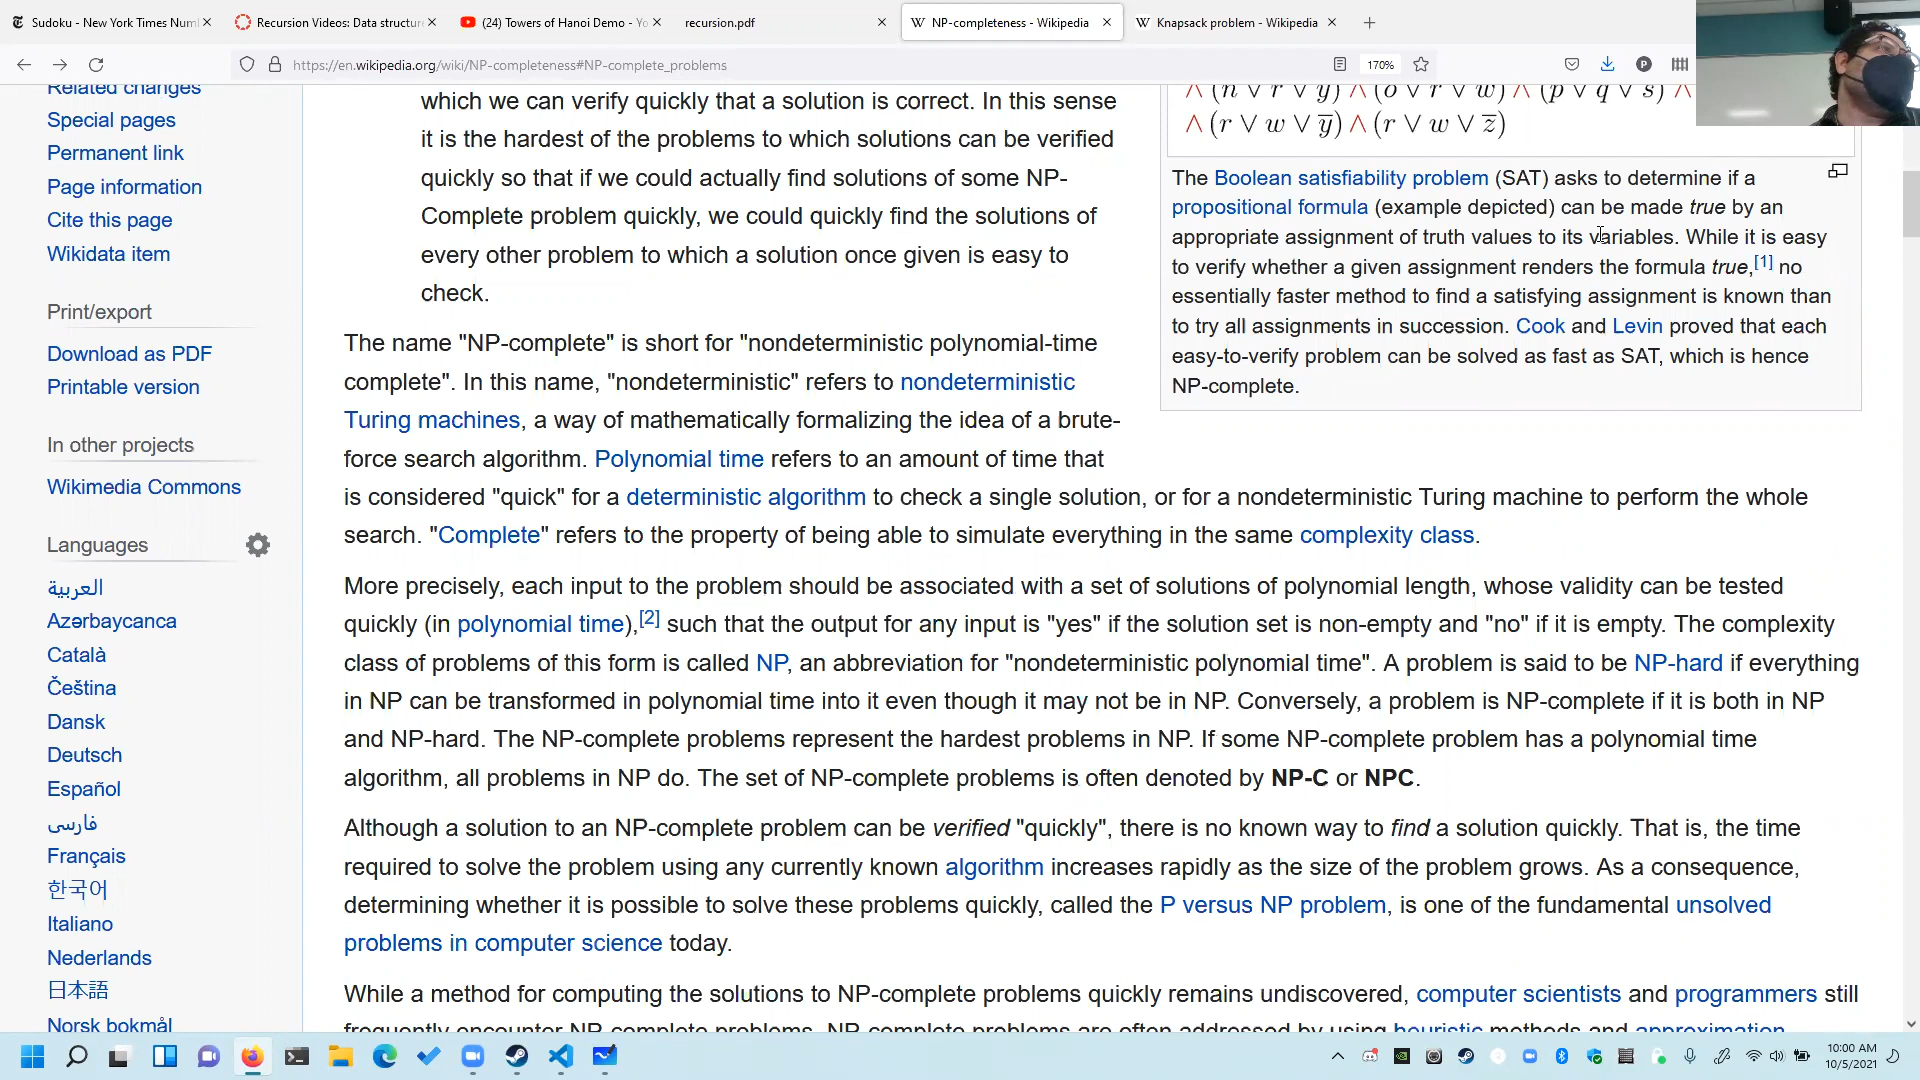 Sudoku - New York Times Num
Recursion Videos: Data structure
(24) Towers of Hanoi Demo - Yo
recursion.pdf
NP-completeness - Wikipedia
Knapsack problem - Wikipedia
https://en.wikipedia.org/wiki/NP-completeness#NP-complete_problems
170%
Related changes
Special pages
Permanent link
Page information
Cite this page
Wikidata item
Print/export
Download as PDF
Printable version
In other projects
Wikimedia Commons
Languages
العربية
Azərbaycanca
Català
Čeština
Dansk
Deutsch
Español
فارسی
Français
한국어
Italiano
Nederlands
日本語
Norsk bokmål
which we can verify quickly that a solution is correct. In this sense
it is the hardest of the problems to which solutions can be verified
quickly so that if we could actually find solutions of some NP-
Complete problem quickly, we could quickly find the solutions of
every other problem to which a solution once given is easy to
check.
∧ (n ∨ r ∨ y) ∧ (o ∨ r ∨ w) ∧ (p ∨ q ∨ s) ∧
∧ (r ∨ w ∨ y̅) ∧ (r ∨ w ∨ z̅)
The Boolean satisfiability problem (SAT) asks to determine if a
propositional formula (example depicted) can be made true by an
appropriate assignment of truth values to its variables. While it is easy
to verify whether a given assignment renders the formula true,[1] no
essentially faster method to find a satisfying assignment is known than
to try all assignments in succession. Cook and Levin proved that each
easy-to-verify problem can be solved as fast as SAT, which is hence
NP-complete.
The name "NP-complete" is short for "nondeterministic polynomial-time
complete". In this name, "nondeterministic" refers to nondeterministic
Turing machines, a way of mathematically formalizing the idea of a brute-
force search algorithm. Polynomial time refers to an amount of time that
is considered "quick" for a deterministic algorithm to check a single solution, or for a nondeterministic Turing machine to perform the whole
search. "Complete" refers to the property of being able to simulate everything in the same complexity class.
More precisely, each input to the problem should be associated with a set of solutions of polynomial length, whose validity can be tested
quickly (in polynomial time),[2] such that the output for any input is "yes" if the solution set is non-empty and "no" if it is empty. The complexity
class of problems of this form is called NP, an abbreviation for "nondeterministic polynomial time". A problem is said to be NP-hard if everything
in NP can be transformed in polynomial time into it even though it may not be in NP. Conversely, a problem is NP-complete if it is both in NP
and NP-hard. The NP-complete problems represent the hardest problems in NP. If some NP-complete problem has a polynomial time
algorithm, all problems in NP do. The set of NP-complete problems is often denoted by NP-C or NPC.
Although a solution to an NP-complete problem can be verified "quickly", there is no known way to find a solution quickly. That is, the time
required to solve the problem using any currently known algorithm increases rapidly as the size of the problem grows. As a consequence,
determining whether it is possible to solve these problems quickly, called the P versus NP problem, is one of the fundamental unsolved
problems in computer science today.
While a method for computing the solutions to NP-complete problems quickly remains undiscovered, computer scientists and programmers still
frequently encounter NP-complete problems. NP-complete problems are often addressed by using heuristic methods and approximation
10:00 AM
10/5/2021